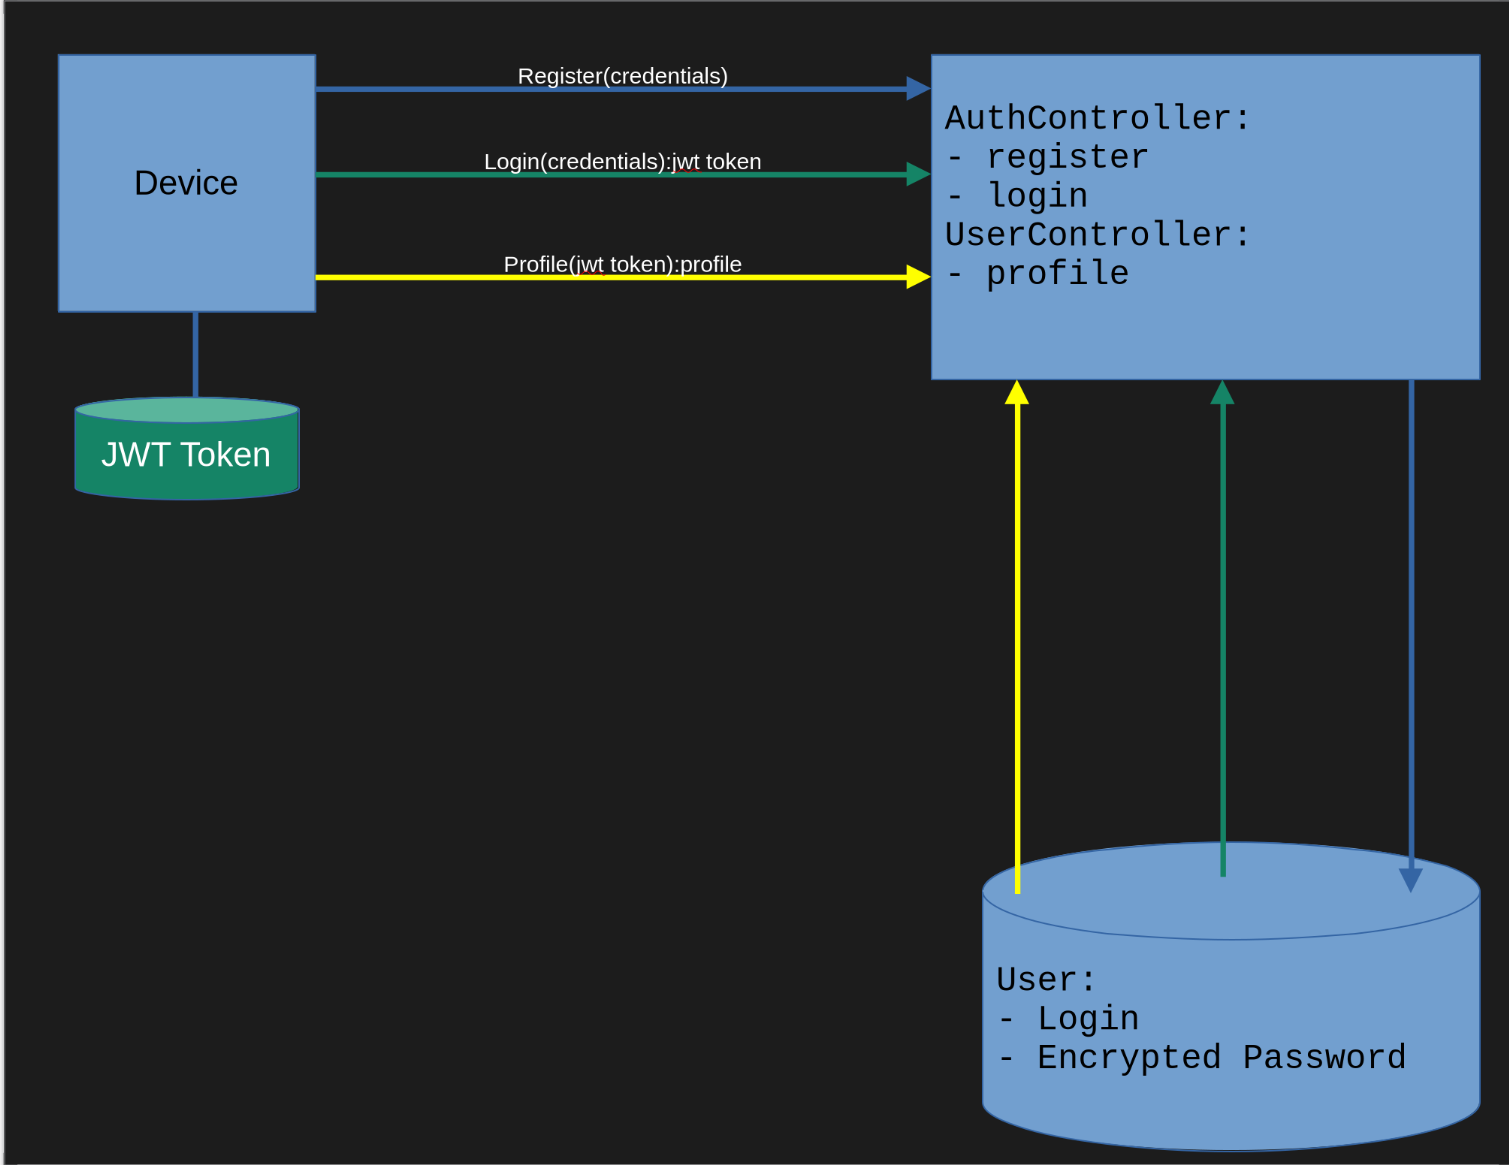 Register(credentials)
Login(credentials):jwt token
Profile(jwt token):profile
Device
JWT Token
AuthController:
- register
- login
UserController:
- profile
User:
- Login
- Encrypted Password